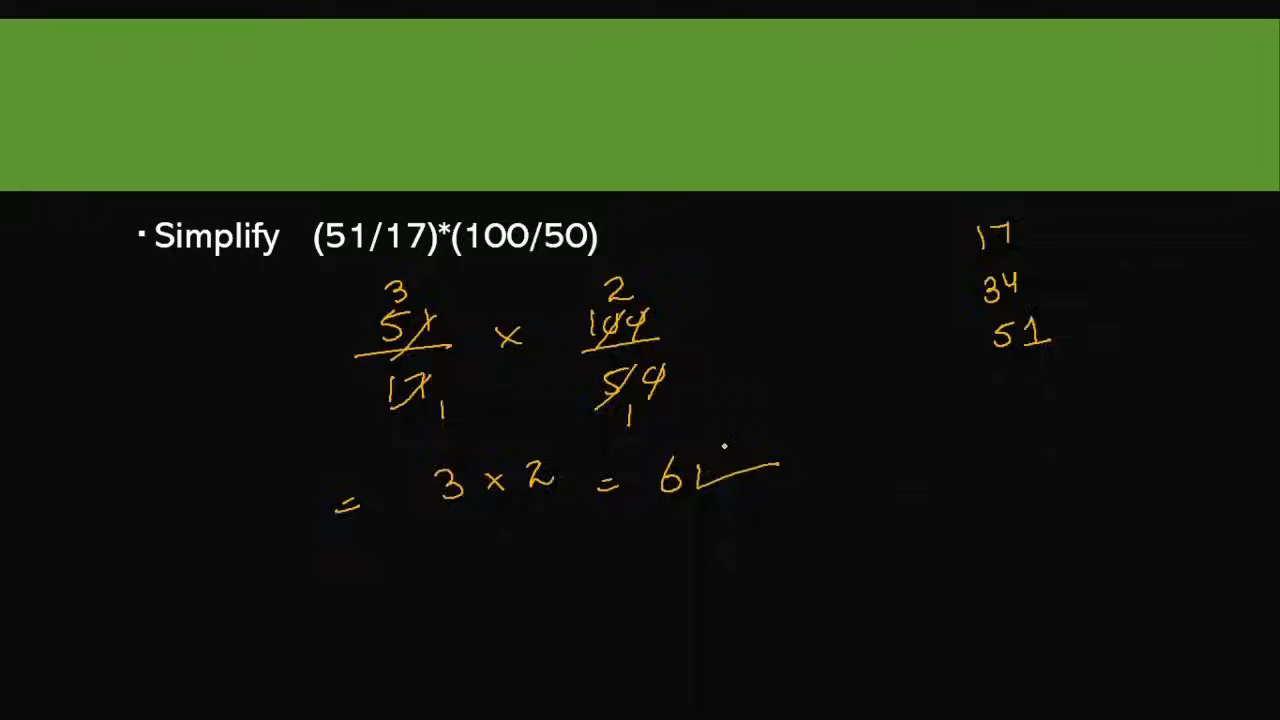 · Simplify (51/17)*(100/50)
3 2
51 × 100
17 1 50 1
= 3 × 2 = 6
17
34
51